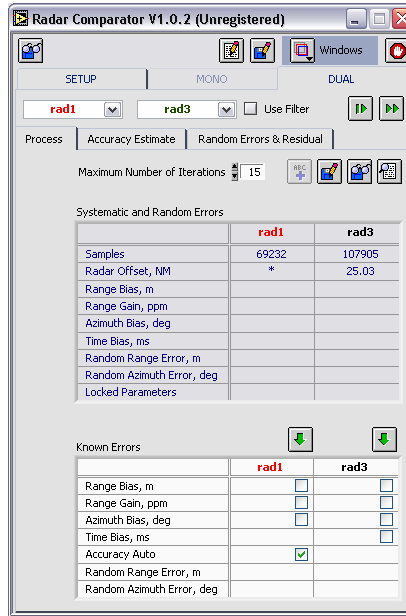 Radar Comparator V1.0.2 (Unregistered)
Windows
SETUP MONO DUAL
rad1 rad3 Use Filter
Process Accuracy Estimate Random Errors & Residual
Maximum Number of Iterations 15 ABC
Systematic and Random Errors
rad1 rad3
Samples 69232 107905
Radar Offset, NM * 25.03
Range Bias, m
Range Gain, ppm
Azimuth Bias, deg
Time Bias, ms
Random Range Error, m
Random Azimuth Error, deg
Locked Parameters
Known Errors
rad1 rad3
Range Bias, m
Range Gain, ppm
Azimuth Bias, deg
Time Bias, ms
Accuracy Auto
Random Range Error, m
Random Azimuth Error, deg